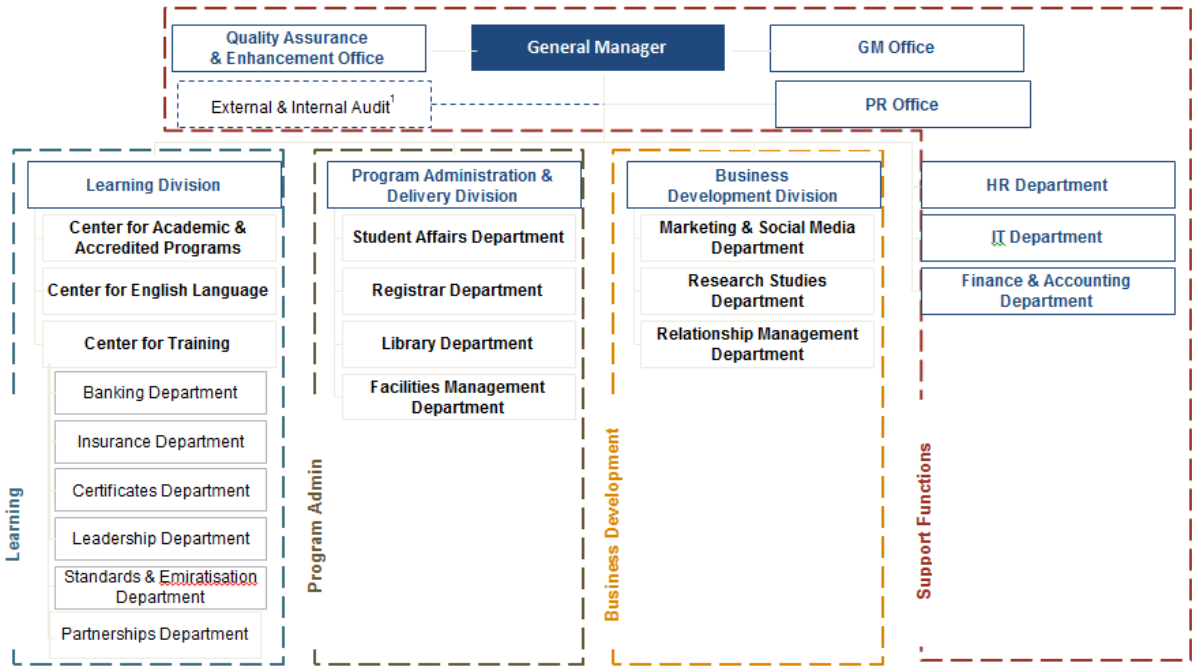 Quality Assurance
& Enhancement Office
General Manager
GM Office
External & Internal Audit1
PR Office
Learning Division
Center for Academic &
Accredited Programs
Center for English Language
Center for Training
Banking Department
Insurance Department
Certificates Department
Leadership Department
Standards & Emiratisation
Department
Partnerships Department
Learning
Program Administration &
Delivery Division
Student Affairs Department
Registrar Department
Library Department
Facilities Management
Department
Program Admin
Business
Development Division
Marketing & Social Media
Department
Research Studies
Department
Relationship Management
Department
Business Development
HR Department
IT Department
Finance & Accounting
Department
Support Functions